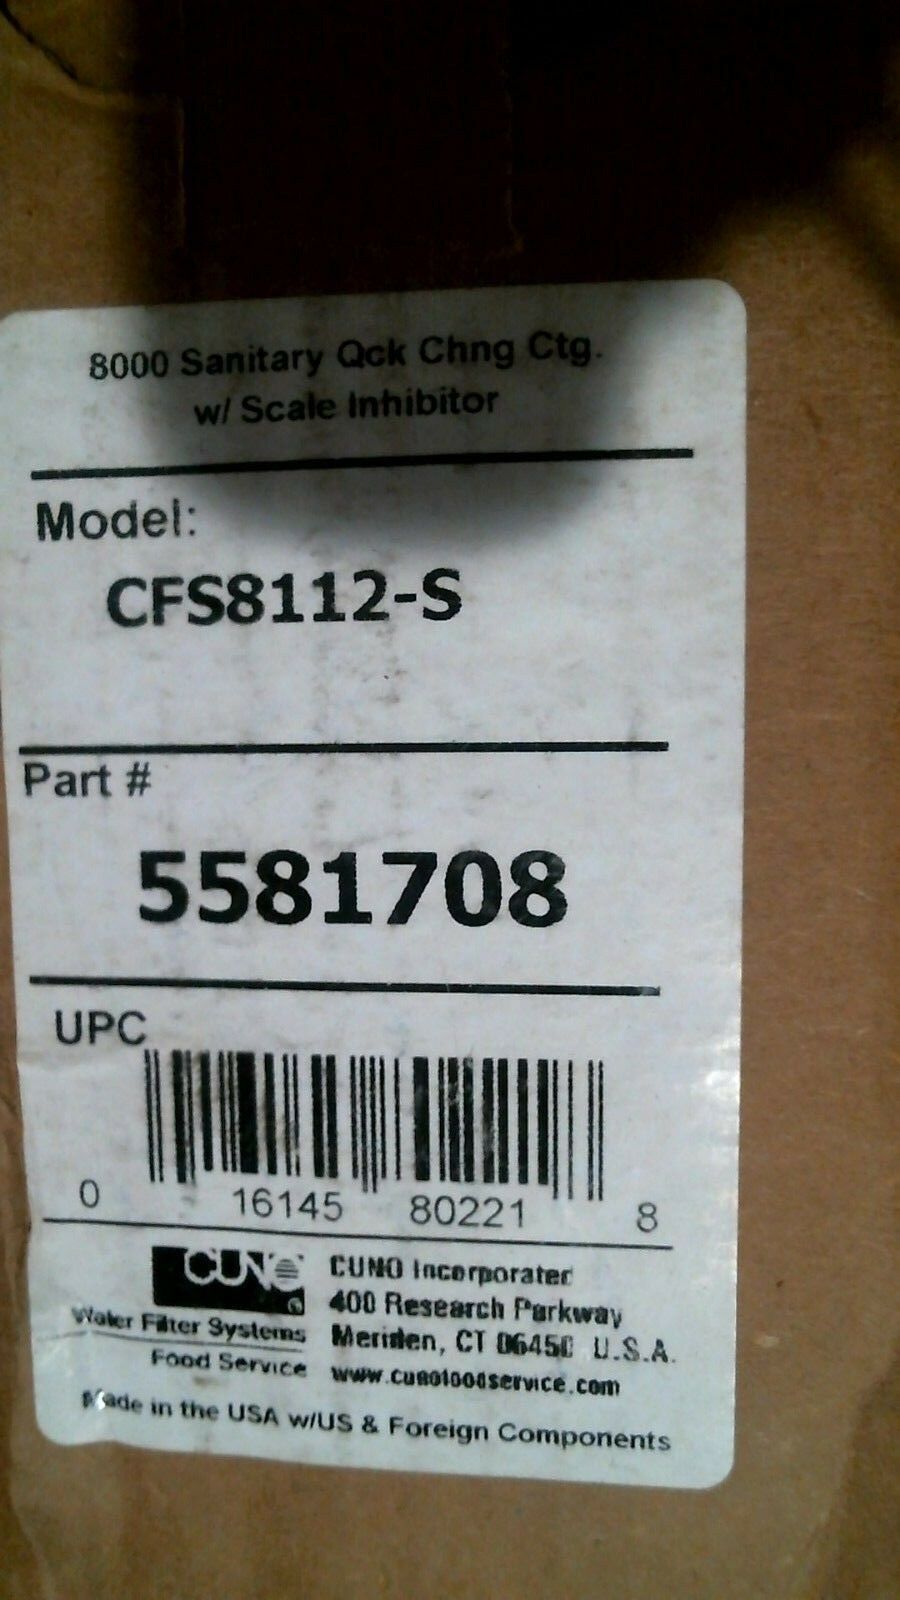 8000 Sanitary Qck Chng Ctg.
w/ Scale Inhibitor
Model:
CFS8112-S
Part #
5581708
UPC
0 16145 80221 8
CUNO
Water Filter Systems
Food Service
CUNO Incorporated
400 Research Parkway
Meriden, CT 06450 U.S.A.
www.cunofoodservice.com
Made in the USA w/US & Foreign Components